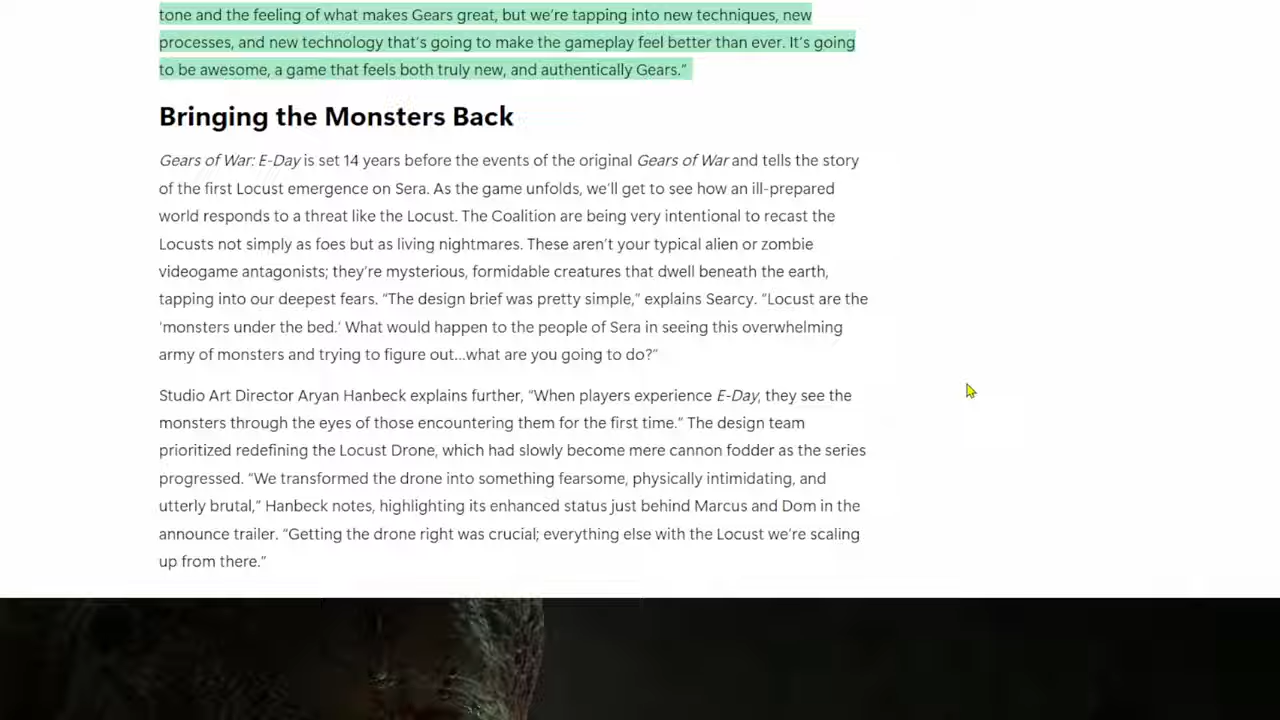 tone and the feeling of what makes Gears great, but we're tapping into new techniques, new
processes, and new technology that's going to make the gameplay feel better than ever. It's going
to be awesome, a game that feels both truly new, and authentically Gears.”
Bringing the Monsters Back
Gears of War: E-Day is set 14 years before the events of the original Gears of War and tells the story
of the first Locust emergence on Sera. As the game unfolds, we'll get to see how an ill-prepared
world responds to a threat like the Locust. The Coalition are being very intentional to recast the
Locusts not simply as foes but as living nightmares. These aren't your typical alien or zombie
videogame antagonists; they're mysterious, formidable creatures that dwell beneath the earth,
tapping into our deepest fears. “The design brief was pretty simple,” explains Searcy. “Locust are the
‘monsters under the bed.’ What would happen to the people of Sera in seeing this overwhelming
army of monsters and trying to figure out…what are you going to do?”
Studio Art Director Aryan Hanbeck explains further, “When players experience E-Day, they see the
monsters through the eyes of those encountering them for the first time.” The design team
prioritized redefining the Locust Drone, which had slowly become mere cannon fodder as the series
progressed. “We transformed the drone into something fearsome, physically intimidating, and
utterly brutal,” Hanbeck notes, highlighting its enhanced status just behind Marcus and Dom in the
announce trailer. “Getting the drone right was crucial; everything else with the Locust we're scaling
up from there.”